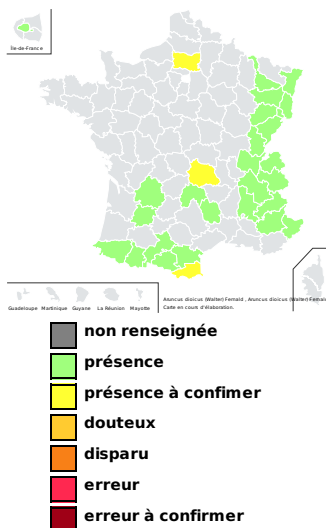 Île-de-France
Aruncus dioicus (Walter) Fernald , Aruncus dioicus (Walter) Fernald
Carte en cours d'élaboration.
Guadeloupe Martinique Guyane La Réunion Mayotte
non renseignée
présence
présence à confimer
douteux
disparu
erreur
erreur à confirmer